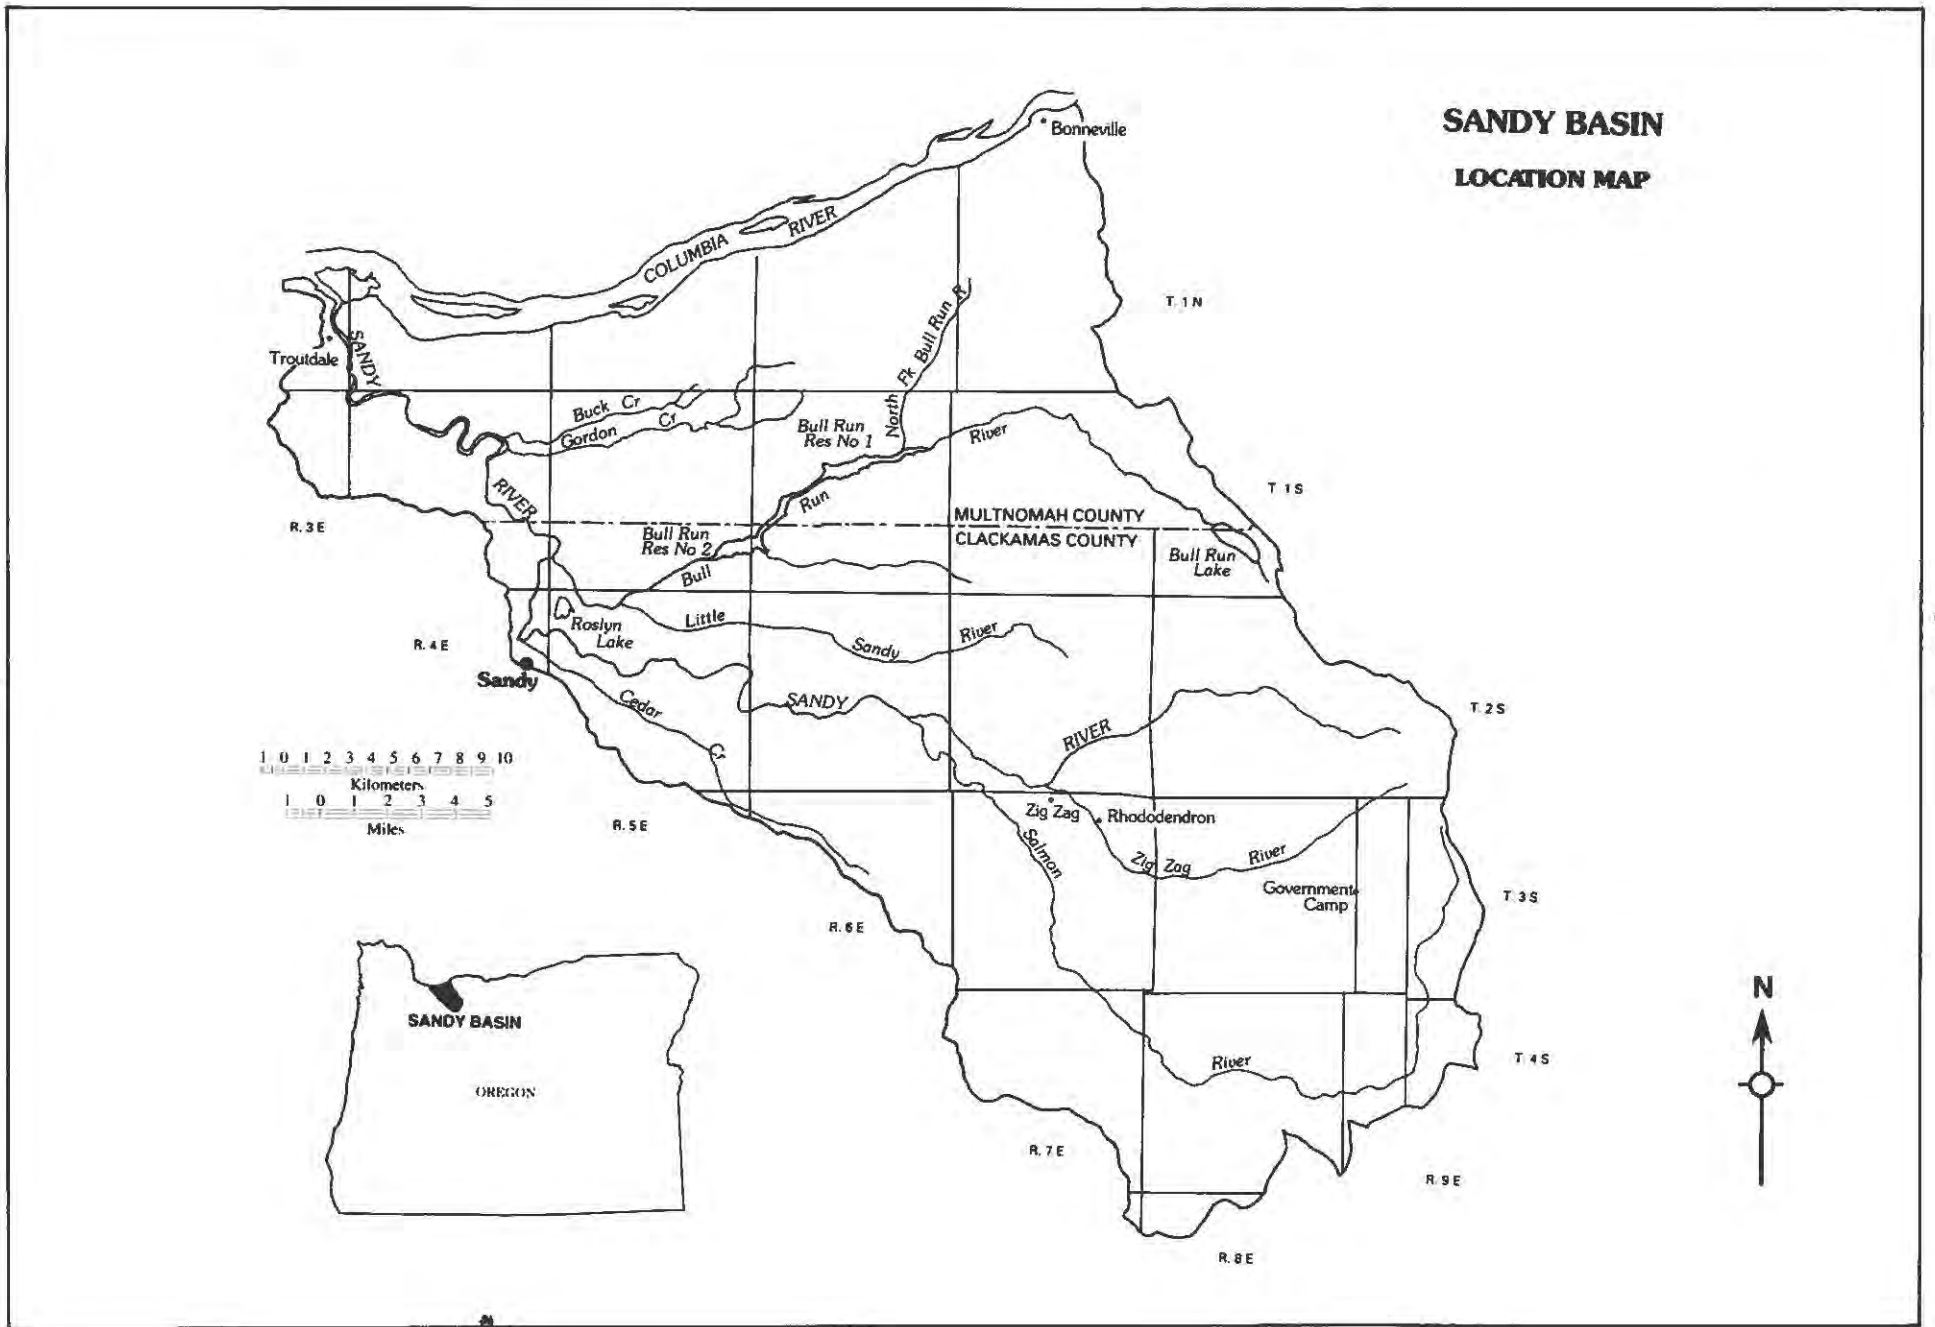 SANDY BASIN
LOCATION MAP
Bonneville
COLUMBIA RIVER
T. 1 N
North Fk Bull Run R
Troutdale
SANDY
Buck Cr
Gordon Cr
Bull Run
Res No 1
River
RIVER
Run
T 1 S
R. 3 E
MULTNOMAH COUNTY
CLACKAMAS COUNTY
Bull Run
Res No 2
Bull
Bull Run
Lake
Roslyn
Lake
Little
Sandy
River
R. 4 E
Sandy
Cedar
Cr
SANDY
RIVER
T. 2 S
1 0 1 2 3 4 5 6 7 8 9 10
Kilometers
1 0 1 2 3 4 5
Miles
R. 5 E
Zig Zag
Rhododendron
Salmon
Zig Zag
River
Government
Camp
T. 3 S
R. 6 E
SANDY BASIN
OREGON
N
River
T 4 S
R. 7 E
R. 9 E
R. 8 E